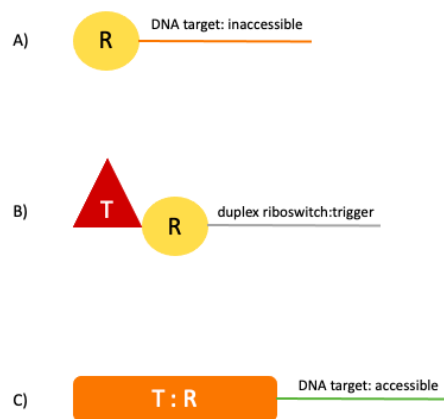 A) R DNA target: inaccessible
B) T R duplex riboswitch:trigger
C) T : R DNA target: accessible